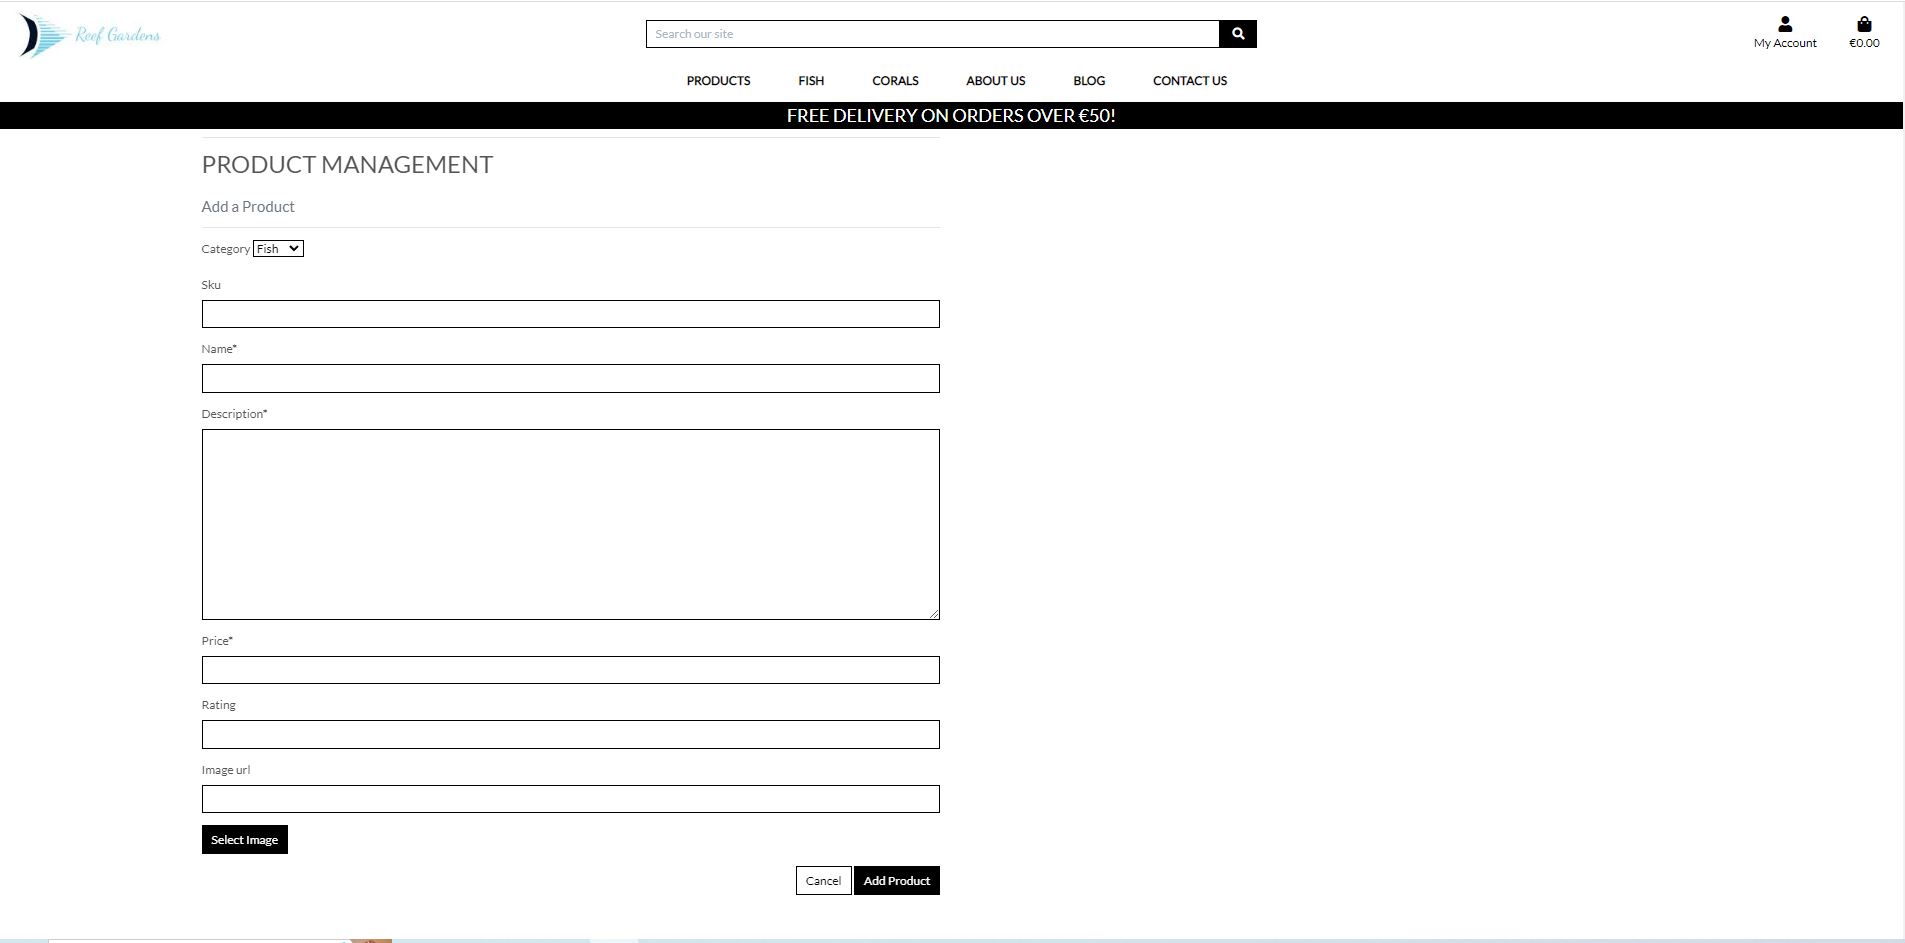 Reef Gardens
Search our site
My Account
€0.00
PRODUCTS FISH CORALS ABOUT US BLOG CONTACT US
FREE DELIVERY ON ORDERS OVER €50!
PRODUCT MANAGEMENT
Add a Product
Category Fish
Sku
Name*
Description*
Price*
Rating
Image url
Select Image
Cancel Add Product